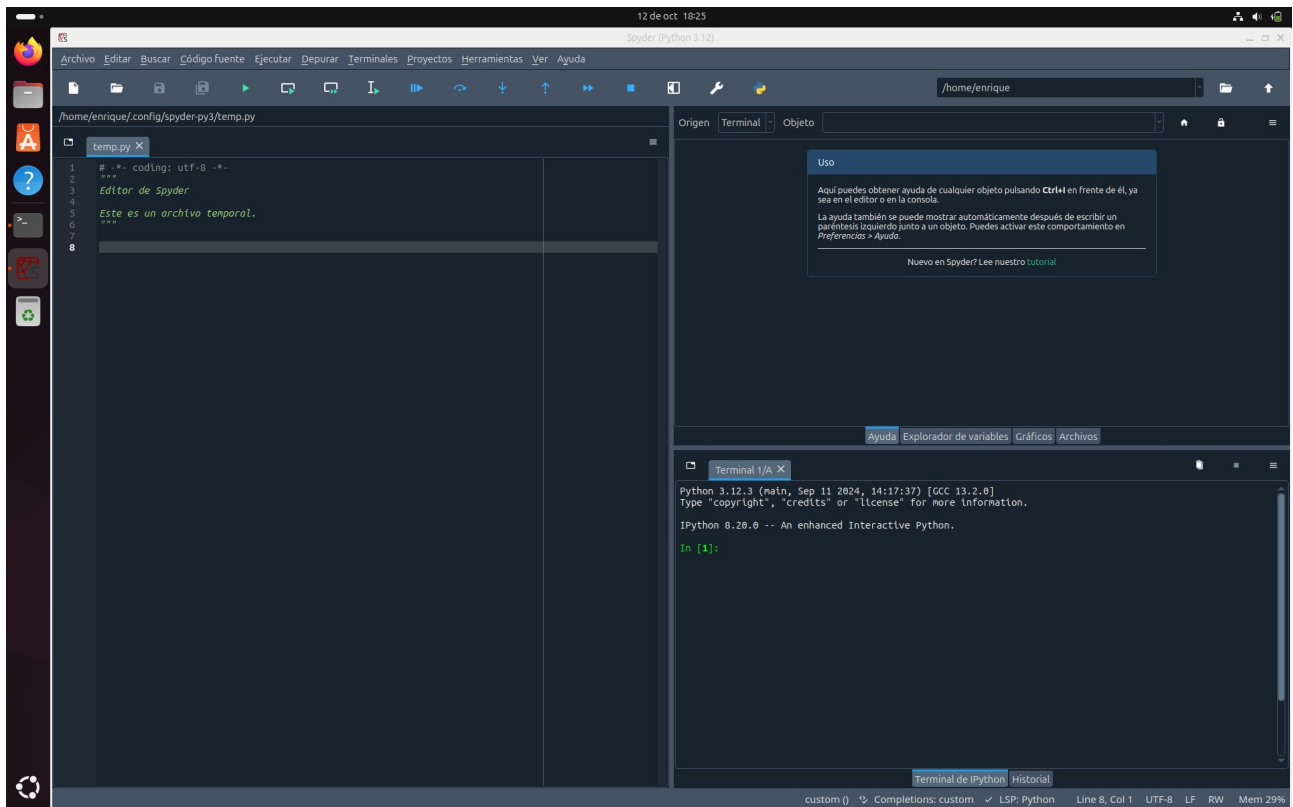 12 de oct 18:25
Spyder (Python 3.12)
Archivo Editar Buscar Código fuente Ejecutar Depurar Terminales Proyectos Herramientas Ver Ayuda
/home/enrique
/home/enrique/.config/spyder-py3/temp.py
temp.py
1 # -*- coding: utf-8 -*-
2 """
3 Editor de Spyder
4
5 Este es un archivo temporal.
6 """
7
8
Origen Terminal Objeto
Uso
Aquí puedes obtener ayuda de cualquier objeto pulsando Ctrl+I en frente de él, ya
sea en el editor o en la consola.
La ayuda también se puede mostrar automáticamente después de escribir un
paréntesis izquierdo junto a un objeto. Puedes activar este comportamiento en
Preferencias > Ayuda.
Nuevo en Spyder? Lee nuestro tutorial
Ayuda Explorador de variables Gráficos Archivos
Terminal 1/A
Python 3.12.3 (main, Sep 11 2024, 14:17:37) [GCC 13.2.0]
Type "copyright", "credits" or "license" for more information.
IPython 8.20.0 -- An enhanced Interactive Python.
In [1]:
Terminal de IPython Historial
custom () Completions: custom LSP: Python Line 8, Col 1 UTF-8 LF RW Mem 29%